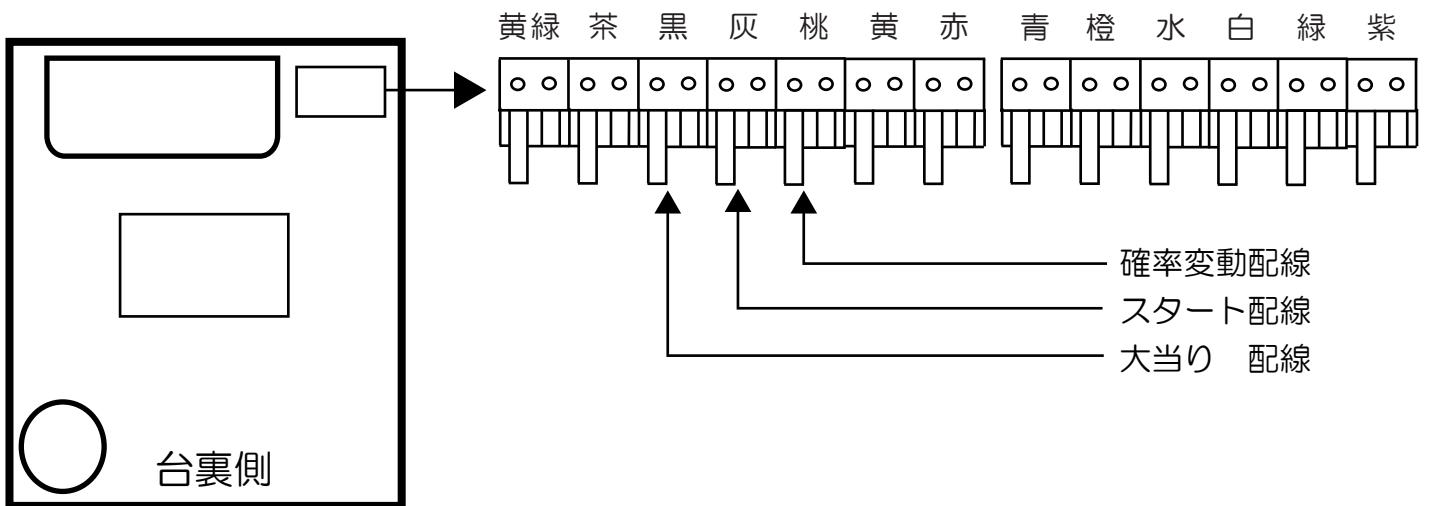 黄緑 茶 黒 灰 桃 黄 赤 青 橙 水 白 緑 紫
確率変動配線
スタート配線
大当り　配線
台裏側